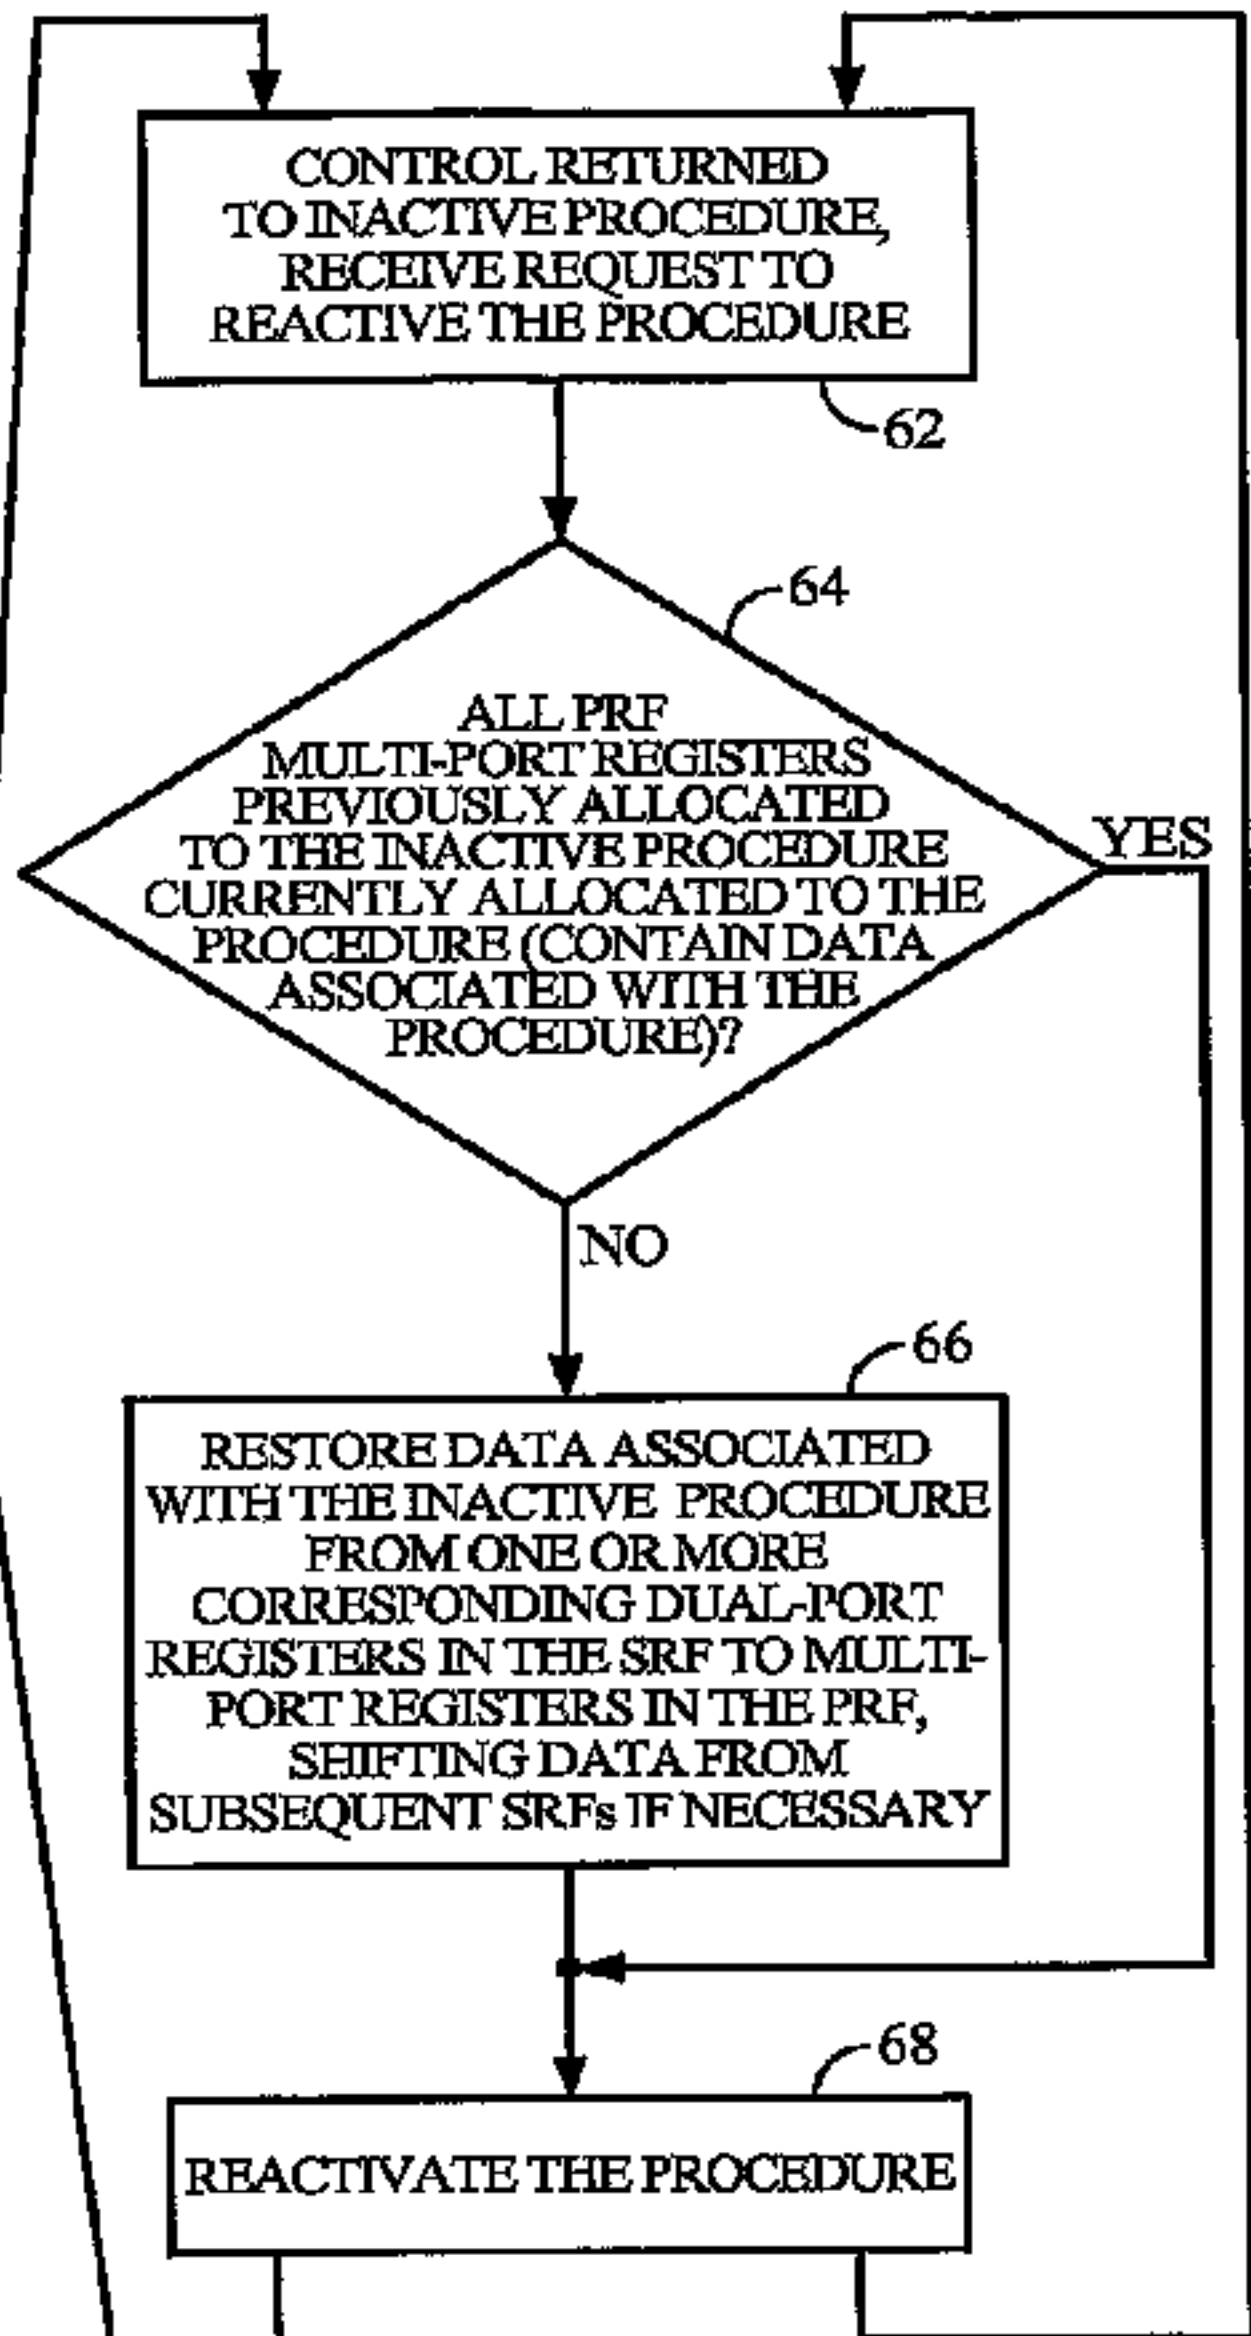 CONTROL RETURNED
TO INACTIVE PROCEDURE,
RECEIVE REQUEST TO
REACTIVE THE PROCEDURE
62
64
ALL PRF
MULTI-PORT REGISTERS
PREVIOUSLY ALLOCATED
TO THE INACTIVE PROCEDURE
CURRENTLY ALLOCATED TO THE
PROCEDURE (CONTAIN DATA
ASSOCIATED WITH THE
PROCEDURE)?
YES
NO
66
RESTORE DATA ASSOCIATED
WITH THE INACTIVE PROCEDURE
FROM ONE OR MORE
CORRESPONDING DUAL-PORT
REGISTERS IN THE SRF TO MULTI-
PORT REGISTERS IN THE PRF,
SHIFTING DATA FROM
SUBSEQUENT SRFs IF NECESSARY
68
REACTIVATE THE PROCEDURE